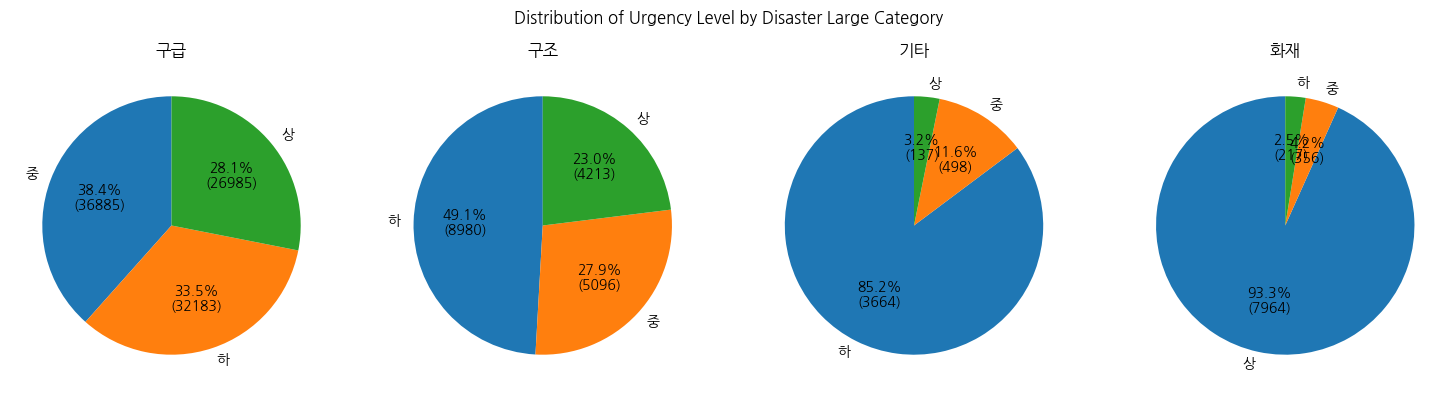 Distribution of Urgency Level by Disaster Large Category
구급
상
28.1%
(26985)
중
38.4%
(36885)
33.5%
(32183)
하
구조
상
23.0%
(4213)
하
49.1%
(8980)
27.9%
(5096)
중
기타
상
중
3.2%
(137)
11.6%
(498)
85.2%
(3664)
하
화재
하
중
2.5%
4.2%
(356)
93.3%
(7964)
상